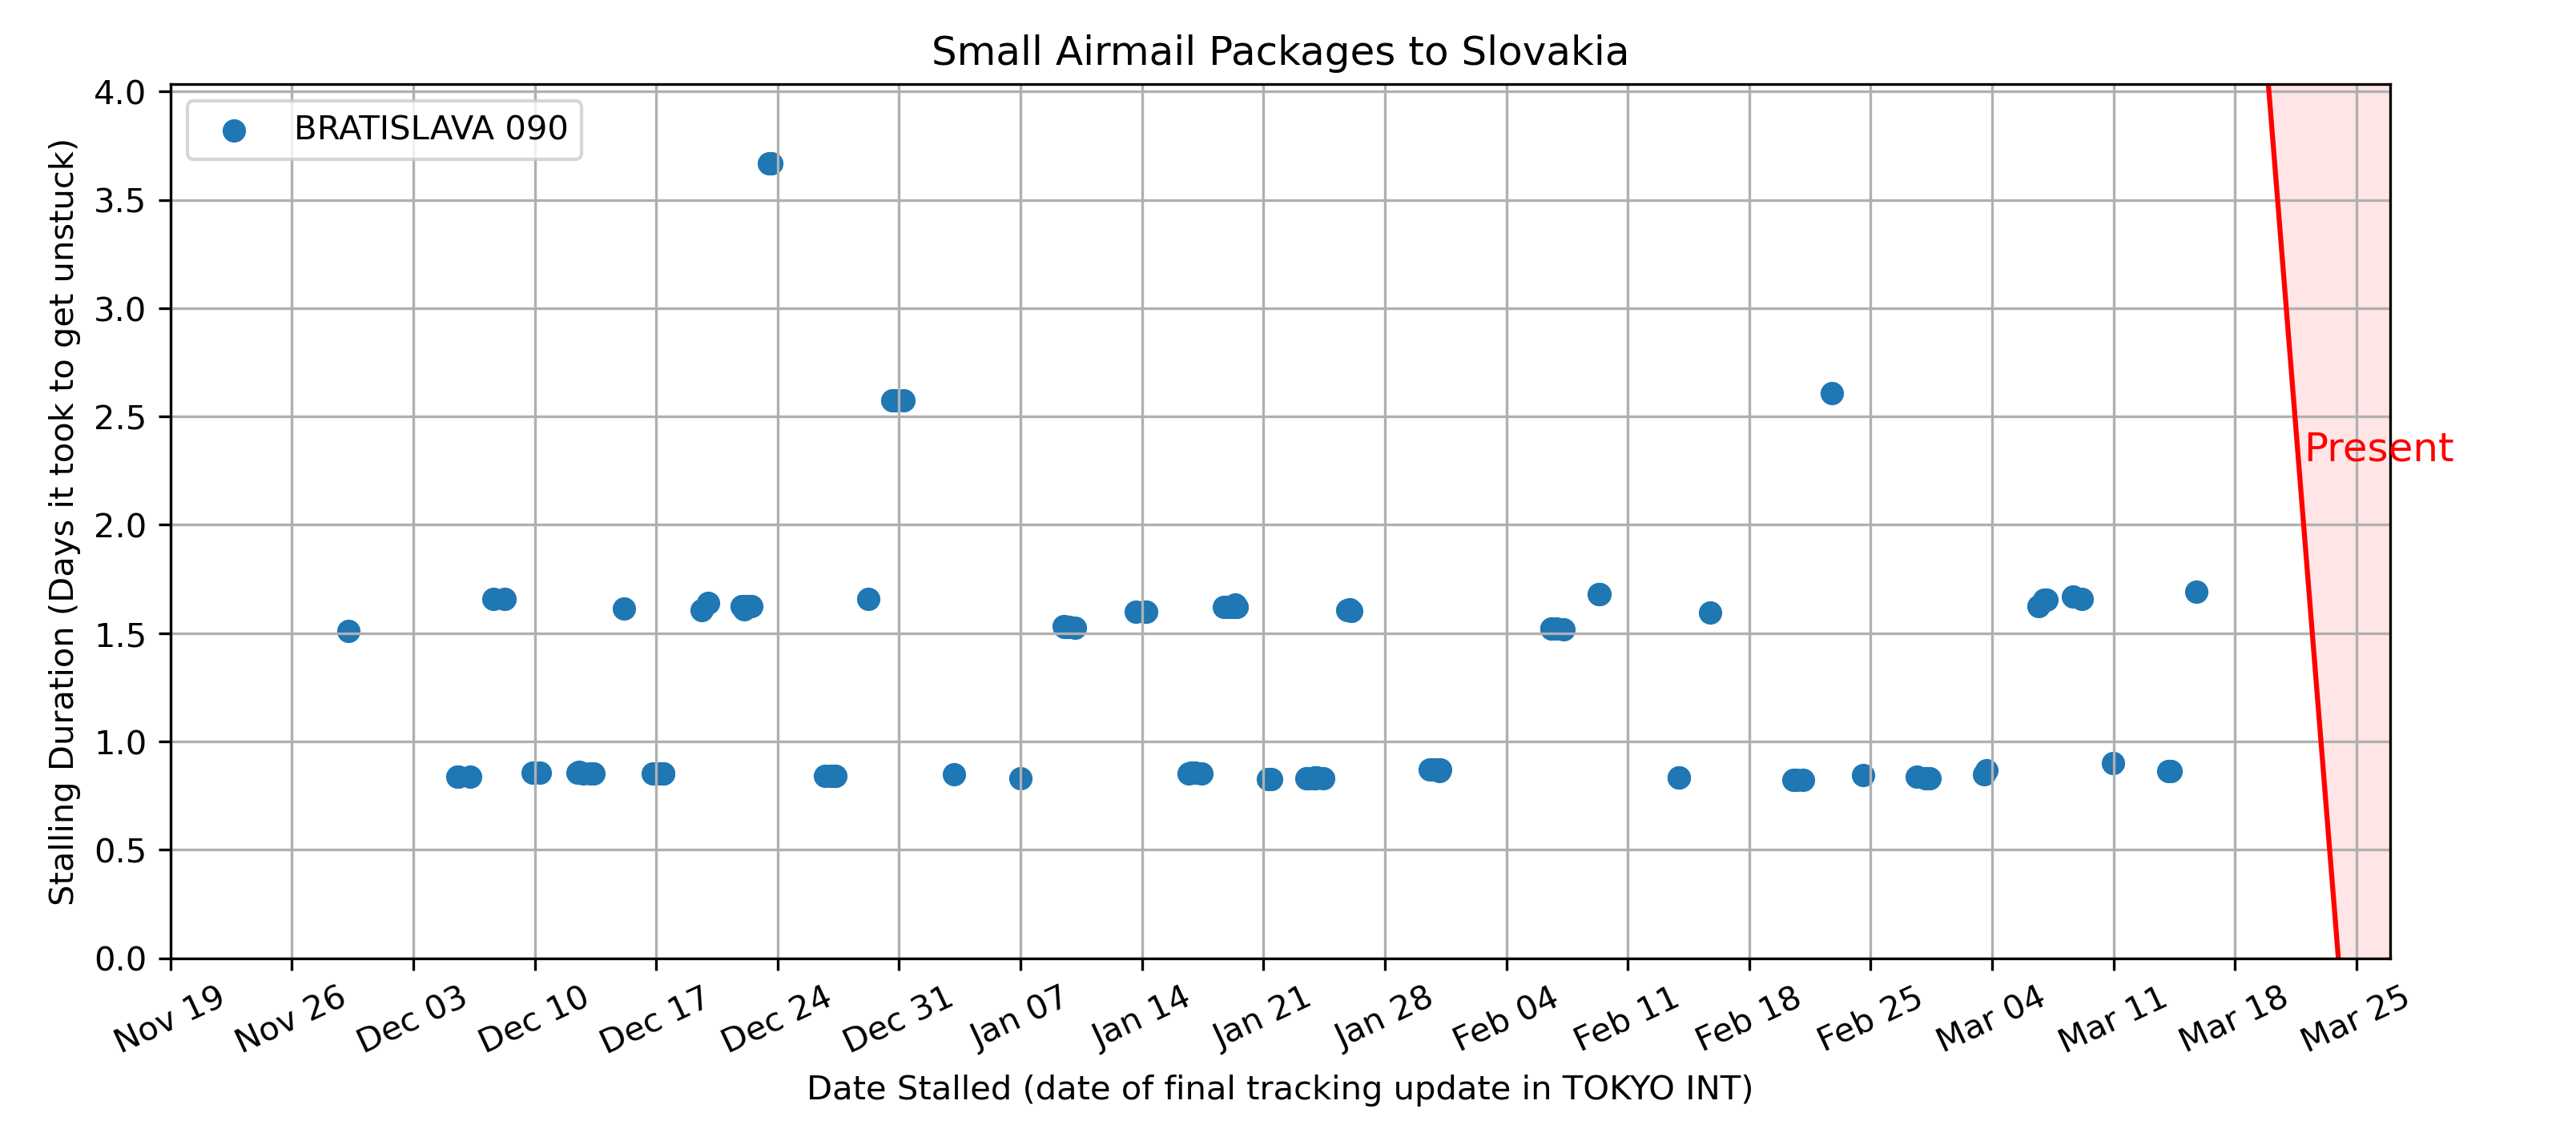 Small Airmail Packages to Slovakia
BRATISLAVA 090
Stalling Duration (Days it took to get unstuck)
4.0
3.5
3.0
2.5
2.0
1.5
1.0
0.5
0.0
Present
Nov 19
Nov 26
Dec 03
Dec 10
Dec 17
Dec 24
Dec 31
Jan 07
Jan 14
Jan 21
Jan 28
Feb 04
Feb 11
Feb 18
Feb 25
Mar 04
Mar 11
Mar 18
Mar 25
Date Stalled (date of final tracking update in TOKYO INT)